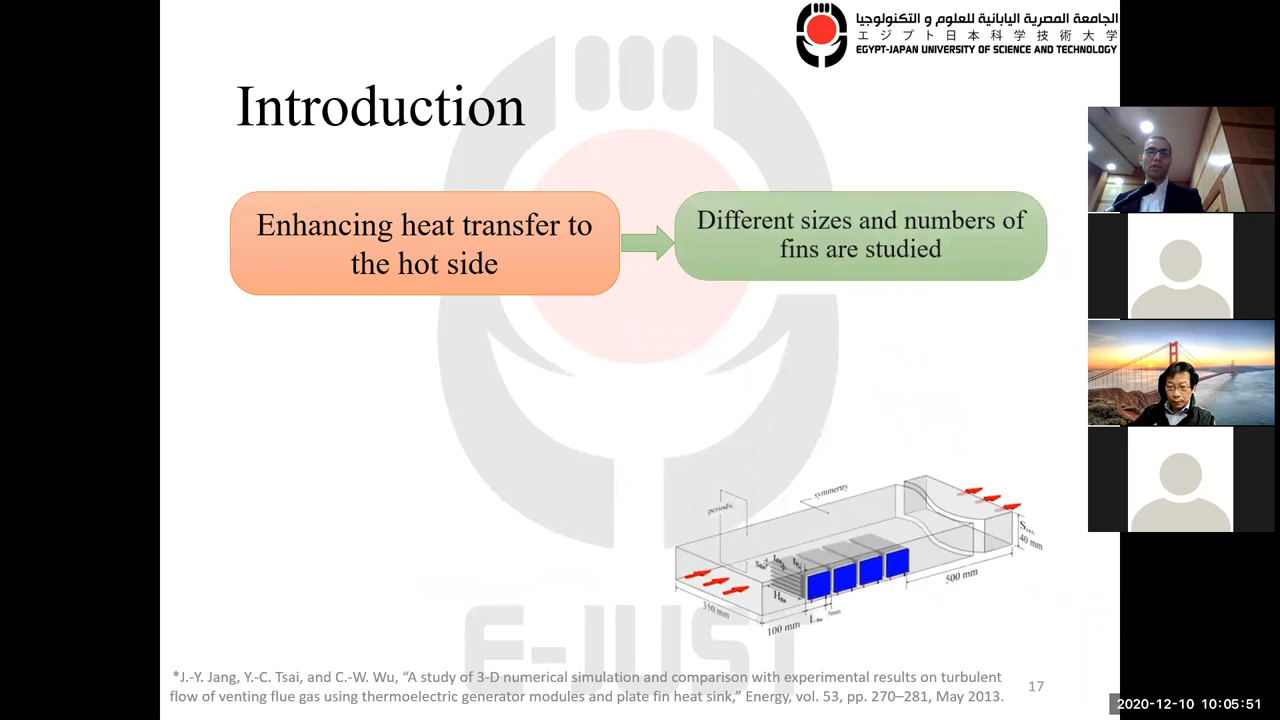 الجامعة المصرية اليابانية للعلوم و التكنولوجيا
エジプト日本科学技術大学
EGYPT-JAPAN UNIVERSITY OF SCIENCE AND TECHNOLOGY
Introduction
Enhancing heat transfer to
the hot side
Different sizes and numbers of
fins are studied
periodic
symmetry
40 mm
500 mm
350 mm
100 mm
5mm
E-JUST
*J.-Y. Jang, Y.-C. Tsai, and C.-W. Wu, “A study of 3-D numerical simulation and comparison with experimental results on turbulent
flow of venting flue gas using thermoelectric generator modules and plate fin heat sink,” Energy, vol. 53, pp. 270–281, May 2013.
17
2020-12-10 10:05:51